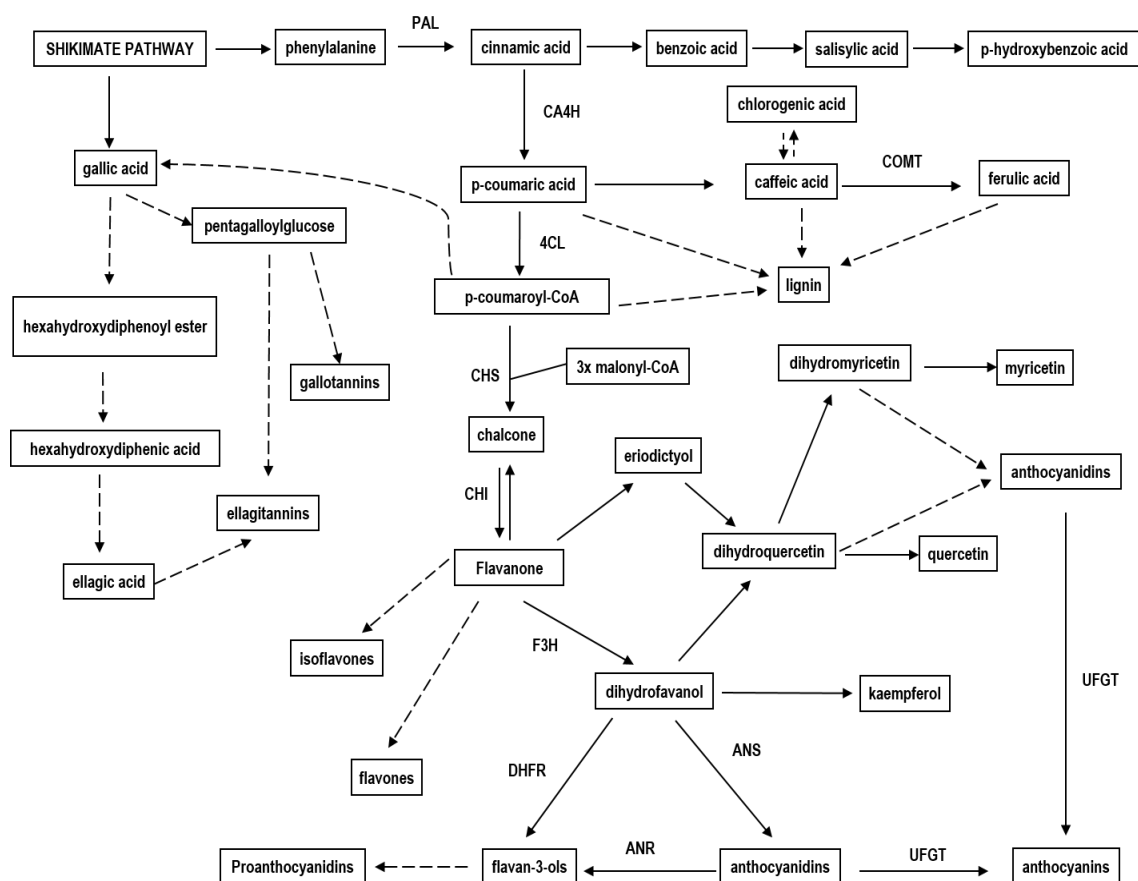 PAL
SHIKIMATE PATHWAY
phenylalanine
cinnamic acid
benzoic acid
salisylic acid
p-hydroxybenzoic acid
CA4H
chlorogenic acid
gallic acid
p-coumaric acid
caffeic acid
COMT
ferulic acid
pentagalloylglucose
4CL
lignin
p-coumaroyl-CoA
hexahydroxydiphenoyl ester
gallotannins
CHS
3x malonyl-CoA
dihydromyricetin
myricetin
chalcone
hexahydroxydiphenic acid
eriodictyol
anthocyanidins
CHI
ellagitannins
dihydroquercetin
quercetin
Flavanone
ellagic acid
isoflavones
F3H
dihydrofavanol
kaempferol
UFGT
flavones
DHFR
ANS
Proanthocyanidins
flavan-3-ols
ANR
anthocyanidins
UFGT
anthocyanins